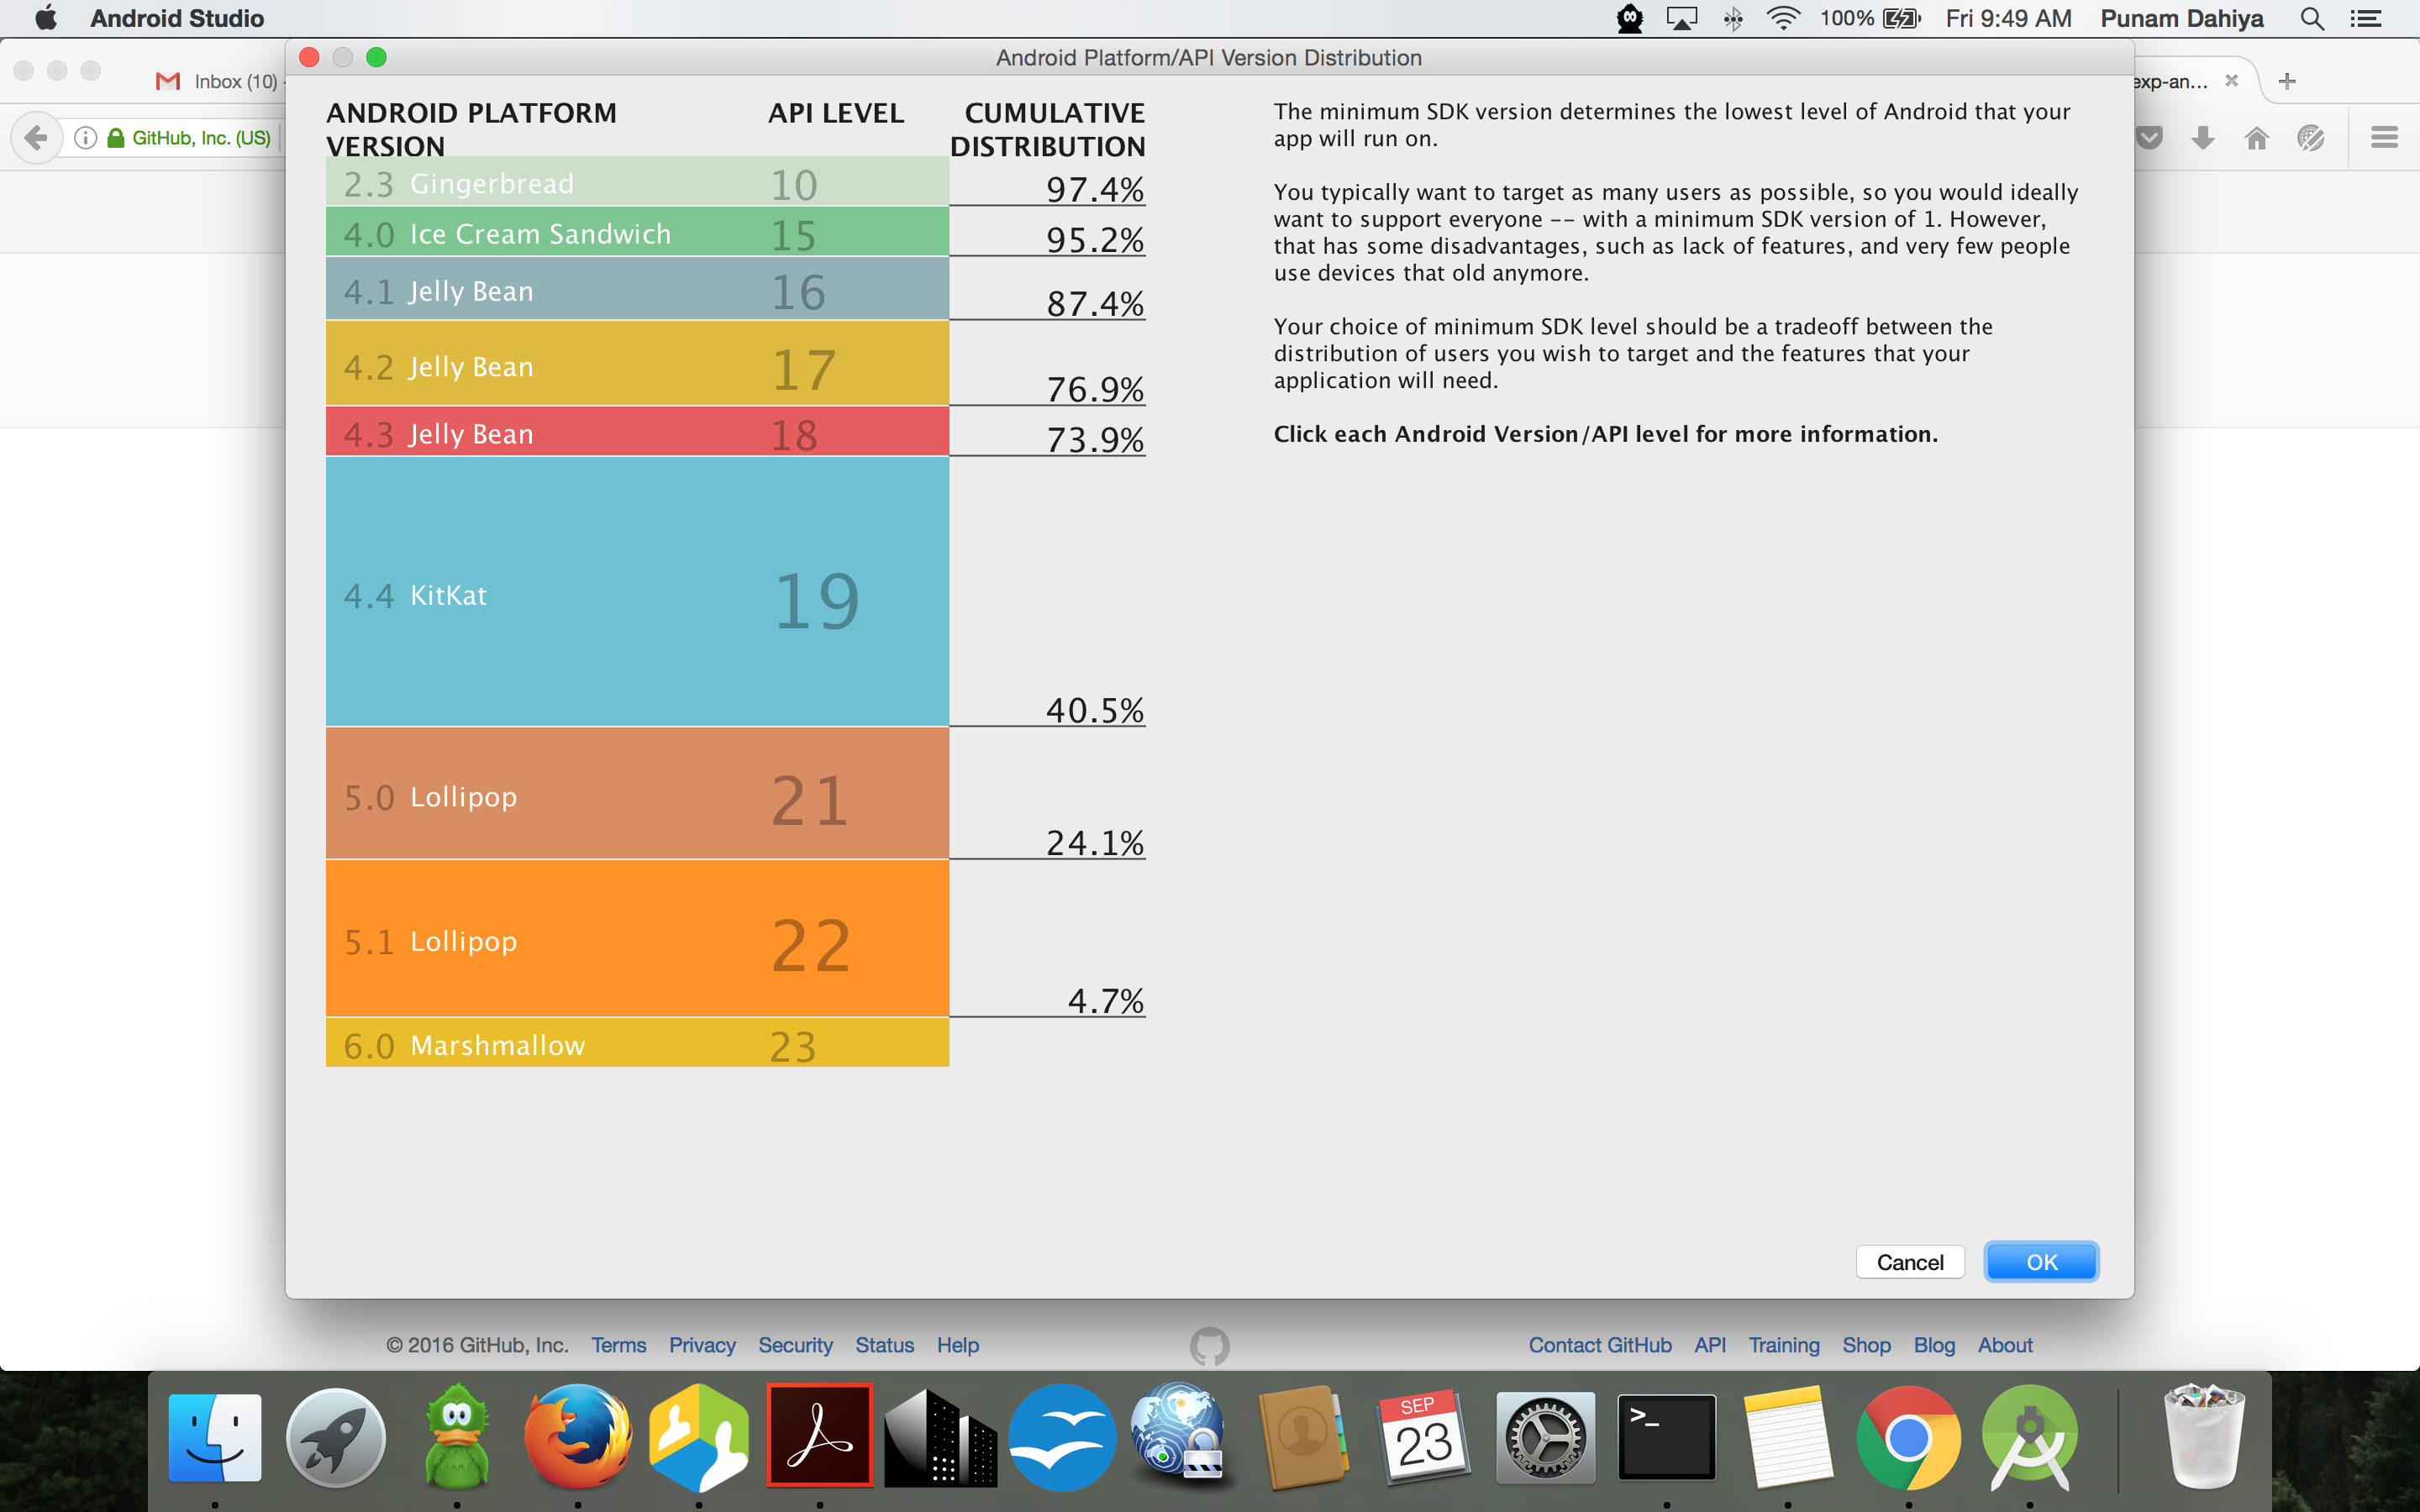 Android Studio
100%
Fri 9:49 AM
Punam Dahiya
Android Platform/API Version Distribution
Inbox (10)
exp-an...
GitHub, Inc. (US)
ANDROID PLATFORM VERSION
API LEVEL
CUMULATIVE DISTRIBUTION
2.3 Gingerbread 10 97.4%
4.0 Ice Cream Sandwich 15 95.2%
4.1 Jelly Bean 16 87.4%
4.2 Jelly Bean 17 76.9%
4.3 Jelly Bean 18 73.9%
4.4 KitKat 19 40.5%
5.0 Lollipop 21 24.1%
5.1 Lollipop 22 4.7%
6.0 Marshmallow 23
The minimum SDK version determines the lowest level of Android that your
app will run on.
You typically want to target as many users as possible, so you would ideally
want to support everyone -- with a minimum SDK version of 1. However,
that has some disadvantages, such as lack of features, and very few people
use devices that old anymore.
Your choice of minimum SDK level should be a tradeoff between the
distribution of users you wish to target and the features that your
application will need.
Click each Android Version/API level for more information.
Cancel
OK
© 2016 GitHub, Inc. Terms Privacy Security Status Help
Contact GitHub API Training Shop Blog About
SEP
23
>_